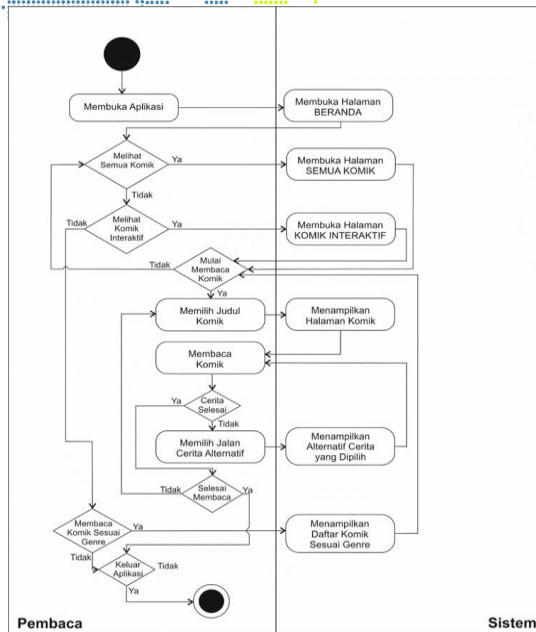 Membuka Aplikasi
Membuka Halaman
BERANDA
Melihat
Semua Komik
Ya
Membuka Halaman
SEMUA KOMIK
Tidak
Tidak
Melihat
Komik
Interaktif
Ya
Membuka Halaman
KOMIK INTERAKTIF
Tidak
Mulai
Membaca
Komik
Ya
Memilih Judul
Komik
Menampilkan
Halaman Komik
Membaca
Komik
Ya
Cerita
Selesai
Tidak
Memilih Jalan
Cerita Alternatif
Menampilkan
Alternatif Cerita
yang Dipilih
Tidak
Selesai
Membaca
Ya
Membaca
Komik Sesuai
Genre
Ya
Menampilkan
Daftar Komik
Sesuai Genre
Tidak
Keluar
Aplikasi
Tidak
Ya
Pembaca
Sistem